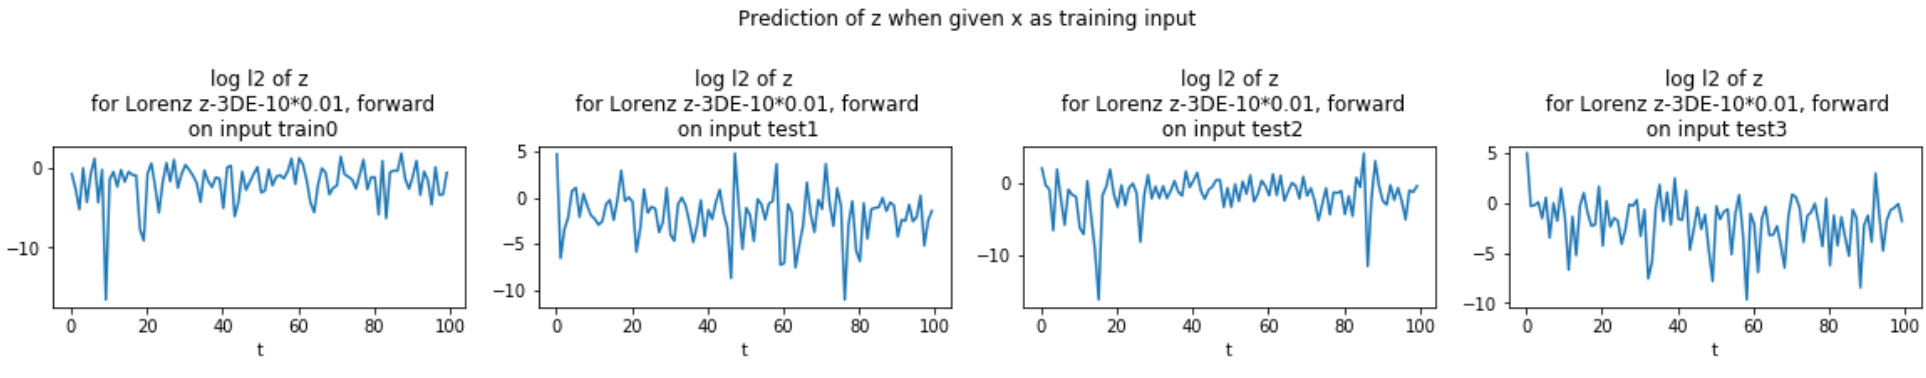 Prediction of z when given x as training input
log l2 of z
for Lorenz z-3DE-10*0.01, forward
on input train0
0
−10
0 20 40 60 80 100
t
log l2 of z
for Lorenz z-3DE-10*0.01, forward
on input test1
5
0
−5
−10
0 20 40 60 80 100
t
log l2 of z
for Lorenz z-3DE-10*0.01, forward
on input test2
0
−10
0 20 40 60 80 100
t
log l2 of z
for Lorenz z-3DE-10*0.01, forward
on input test3
5
0
−5
−10
0 20 40 60 80 100
t